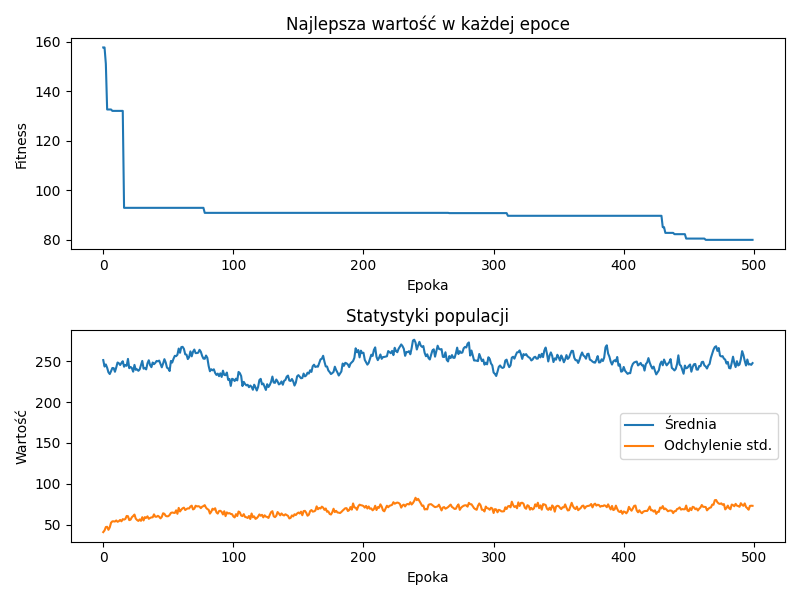 Najlepsza wartość w każdej epoce
160
140
120
100
80
Fitness
0 100 200 300 400 500
Epoka
Statystyki populacji
250
200
150
100
50
Wartość
Średnia
Odchylenie std.
0 100 200 300 400 500
Epoka